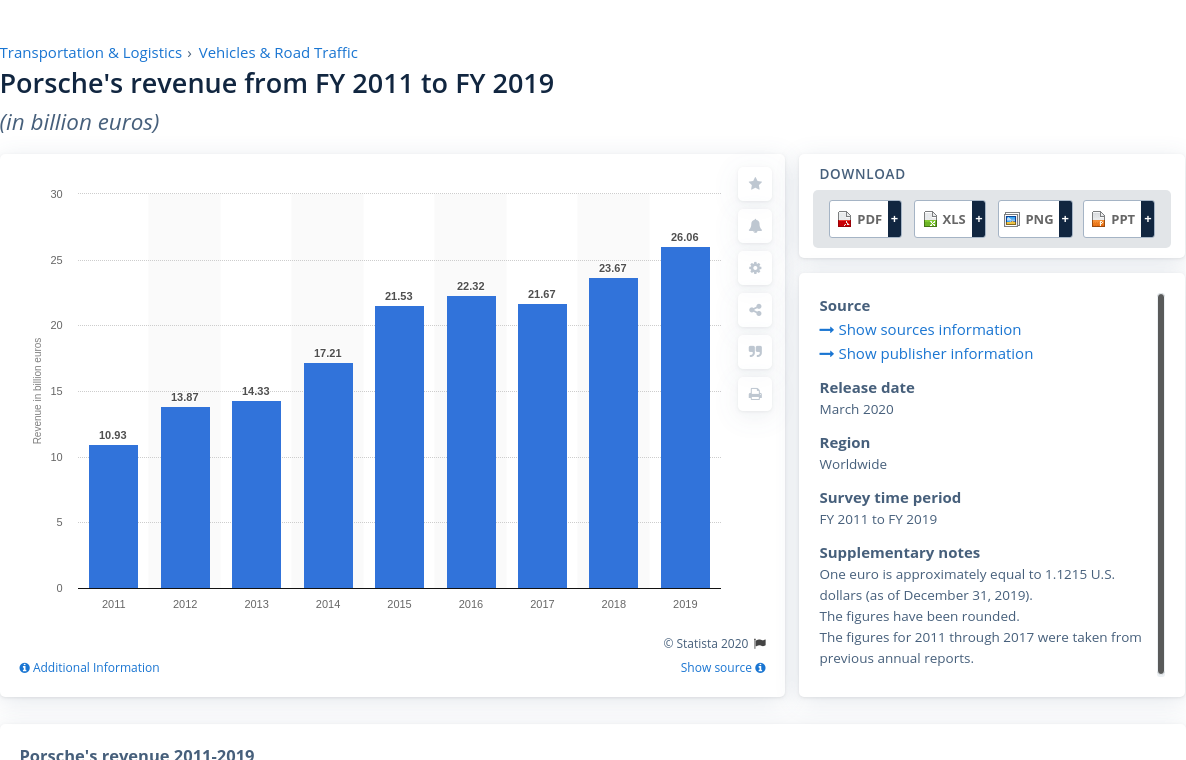 Transportation & Logistics › Vehicles & Road Traffic
Porsche's revenue from FY 2011 to FY 2019
(in billion euros)
Revenue in billion euros
30
25
20
15
10
5
0
10.93
13.87
14.33
17.21
21.53
22.32
21.67
23.67
26.06
2011
2012
2013
2014
2015
2016
2017
2018
2019
© Statista 2020
Additional Information
Show source
DOWNLOAD
PDF + XLS + PNG + PPT +
Source
Show sources information
Show publisher information
Release date
March 2020
Region
Worldwide
Survey time period
FY 2011 to FY 2019
Supplementary notes
One euro is approximately equal to 1.1215 U.S.
dollars (as of December 31, 2019).
The figures have been rounded.
The figures for 2011 through 2017 were taken from
previous annual reports.
Porsche's revenue 2011-2019